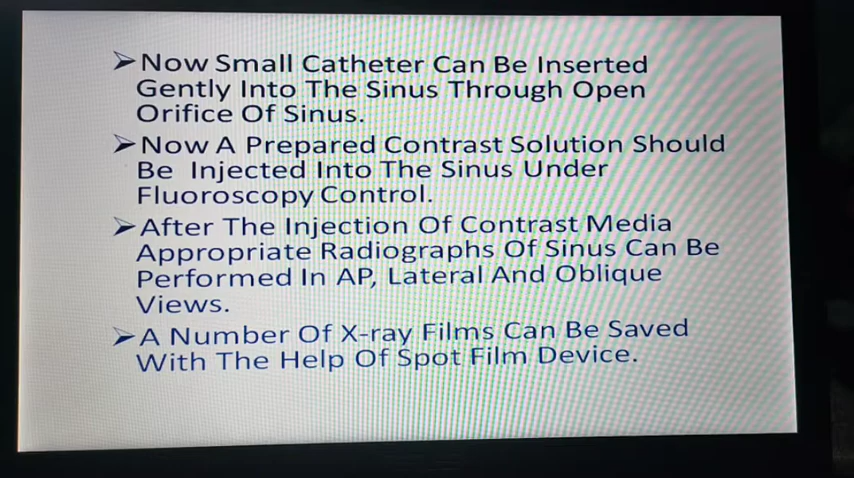 ➢Now Small Catheter Can Be Inserted
Gently Into The Sinus Through Open
Orifice Of Sinus.
➢Now A Prepared Contrast Solution Should
Be Injected Into The Sinus Under
Fluoroscopy Control.
➢After The Injection Of Contrast Media
Appropriate Radiographs Of Sinus Can Be
Performed In AP, Lateral And Oblique
Views.
➢A Number Of X-ray Films Can Be Saved
With The Help Of Spot Film Device.